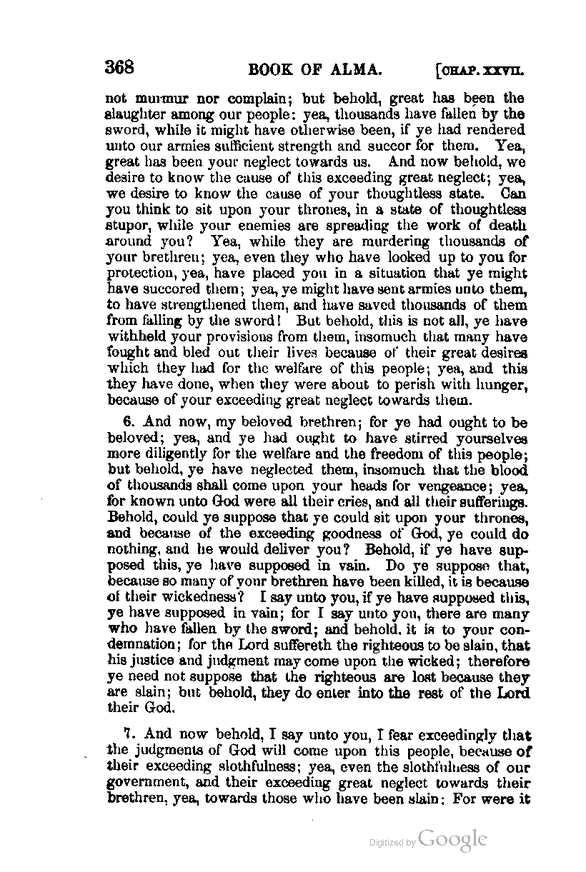 368 BOOK OF ALMA. [CHAP. XXVII.
not murmur nor complain; but behold, great has been the
slaughter among our people: yea, thousands have fallen by the
sword, while it might have otherwise been, if ye had rendered
unto our armies sufficient strength and succor for them. Yea,
great has been your neglect towards us. And now behold, we
desire to know the cause of this exceeding great neglect; yea,
we desire to know the cause of your thoughtless state. Can
you think to sit upon your thrones, in a state of thoughtless
stupor, while your enemies are spreading the work of death
around you? Yea, while they are murdering thousands of
your brethren; yea, even they who have looked up to you for
protection, yea, have placed you in a situation that ye might
have succored them; yea, ye might have sent armies unto them,
to have strengthened them, and have saved thousands of them
from falling by the sword! But behold, this is not all, ye have
withheld your provisions from them, insomuch that many have
fought and bled out their lives because of their great desires
which they had for the welfare of this people; yea, and this
they have done, when they were about to perish with hunger,
because of your exceeding great neglect towards them.
6. And now, my beloved brethren; for ye had ought to be
beloved; yea, and ye had ought to have stirred yourselves
more diligently for the welfare and the freedom of this people;
but behold, ye have neglected them, insomuch that the blood
of thousands shall come upon your heads for vengeance; yea,
for known unto God were all their cries, and all their sufferings.
Behold, could ye suppose that ye could sit upon your thrones,
and because of the exceeding goodness of God, ye could do
nothing, and he would deliver you? Behold, if ye have sup-
posed this, ye have supposed in vain. Do ye suppose that,
because so many of your brethren have been killed, it is because
of their wickedness? I say unto you, if ye have supposed this,
ye have supposed in vain; for I say unto you, there are many
who have fallen by the sword; and behold, it is to your con-
demnation; for the Lord suffereth the righteous to be slain, that
his justice and judgment may come upon the wicked; therefore
ye need not suppose that the righteous are lost because they
are slain; but behold, they do enter into the rest of the Lord
their God.
7. And now behold, I say unto you, I fear exceedingly that
the judgments of God will come upon this people, because of
their exceeding slothfulness; yea, even the slothfulness of our
government, and their exceeding great neglect towards their
brethren, yea, towards those who have been slain: For were it
Digitized by Google